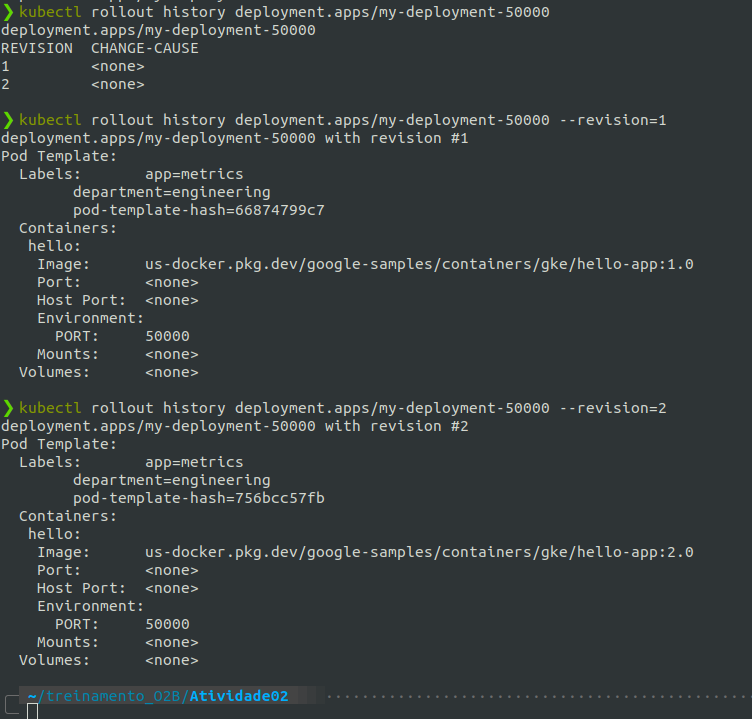 ❯ kubectl rollout history deployment.apps/my-deployment-50000
deployment.apps/my-deployment-50000
REVISION  CHANGE-CAUSE
1         <none>
2         <none>

❯ kubectl rollout history deployment.apps/my-deployment-50000 --revision=1
deployment.apps/my-deployment-50000 with revision #1
Pod Template:
  Labels:       app=metrics
        department=engineering
        pod-template-hash=66874799c7
  Containers:
   hello:
    Image:      us-docker.pkg.dev/google-samples/containers/gke/hello-app:1.0
    Port:       <none>
    Host Port:  <none>
    Environment:
      PORT:     50000
    Mounts:     <none>
  Volumes:      <none>

❯ kubectl rollout history deployment.apps/my-deployment-50000 --revision=2
deployment.apps/my-deployment-50000 with revision #2
Pod Template:
  Labels:       app=metrics
        department=engineering
        pod-template-hash=756bcc57fb
  Containers:
   hello:
    Image:      us-docker.pkg.dev/google-samples/containers/gke/hello-app:2.0
    Port:       <none>
    Host Port:  <none>
    Environment:
      PORT:     50000
    Mounts:     <none>
  Volumes:      <none>

~/treinamento_O2B/Atividade02